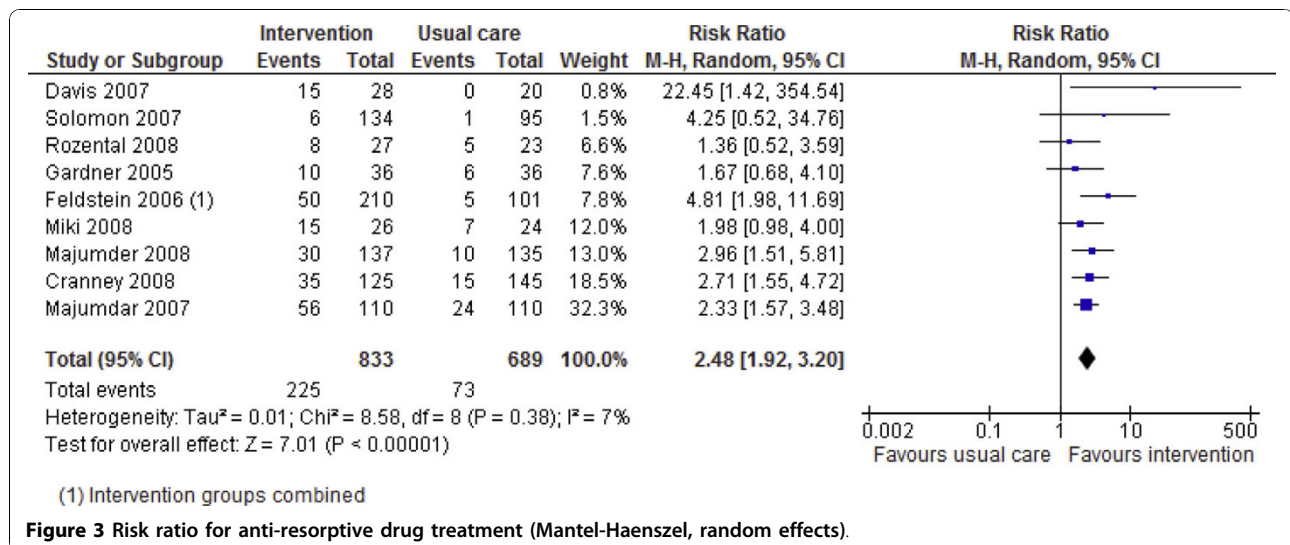 Intervention Usual care Risk Ratio Risk Ratio
Study or Subgroup Events Total Events Total Weight M-H, Random, 95% CI M-H, Random, 95% CI
Davis 2007 15 28 0 20 0.8% 22.45 [1.42, 354.54]
Solomon 2007 6 134 1 95 1.5% 4.25 [0.52, 34.76]
Rozental 2008 8 27 5 23 6.6% 1.36 [0.52, 3.59]
Gardner 2005 10 36 6 36 7.6% 1.67 [0.68, 4.10]
Feldstein 2006 (1) 50 210 5 101 7.8% 4.81 [1.98, 11.69]
Miki 2008 15 26 7 24 12.0% 1.98 [0.98, 4.00]
Majumder 2008 30 137 10 135 13.0% 2.96 [1.51, 5.81]
Cranney 2008 35 125 15 145 18.5% 2.71 [1.55, 4.72]
Majumdar 2007 56 110 24 110 32.3% 2.33 [1.57, 3.48]
Total (95% CI) 833 689 100.0% 2.48 [1.92, 3.20]
Total events 225 73
Heterogeneity: Tau² = 0.01; Chi² = 8.58, df = 8 (P = 0.38); I² = 7%
Test for overall effect: Z = 7.01 (P < 0.00001)
0.002 0.1 1 10 500
Favours usual care Favours intervention
(1) Intervention groups combined
Figure 3 Risk ratio for anti-resorptive drug treatment (Mantel-Haenszel, random effects).